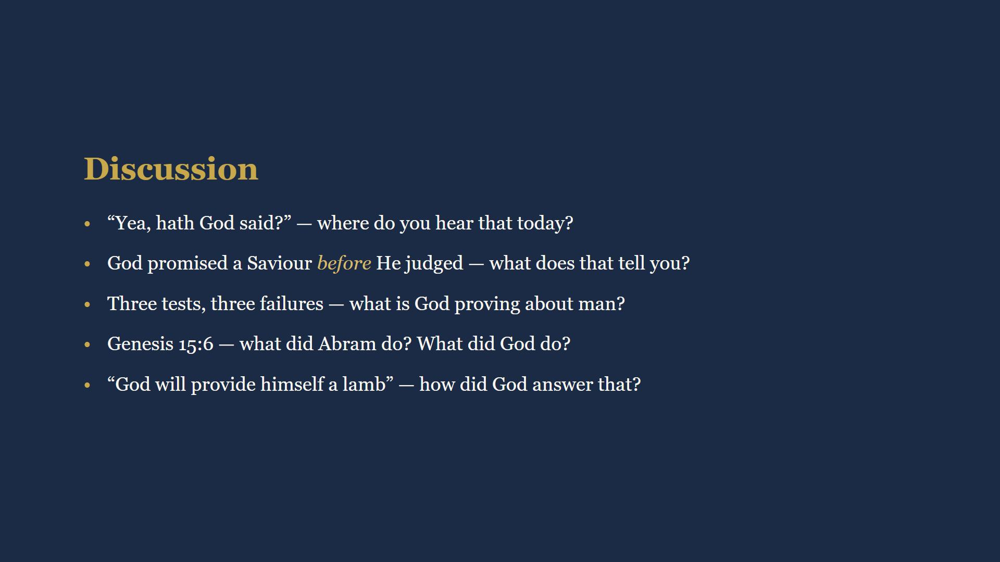 Discussion
• “Yea, hath God said?” — where do you hear that today?
• God promised a Saviour before He judged — what does that tell you?
• Three tests, three failures — what is God proving about man?
• Genesis 15:6 — what did Abram do? What did God do?
• “God will provide himself a lamb” — how did God answer that?